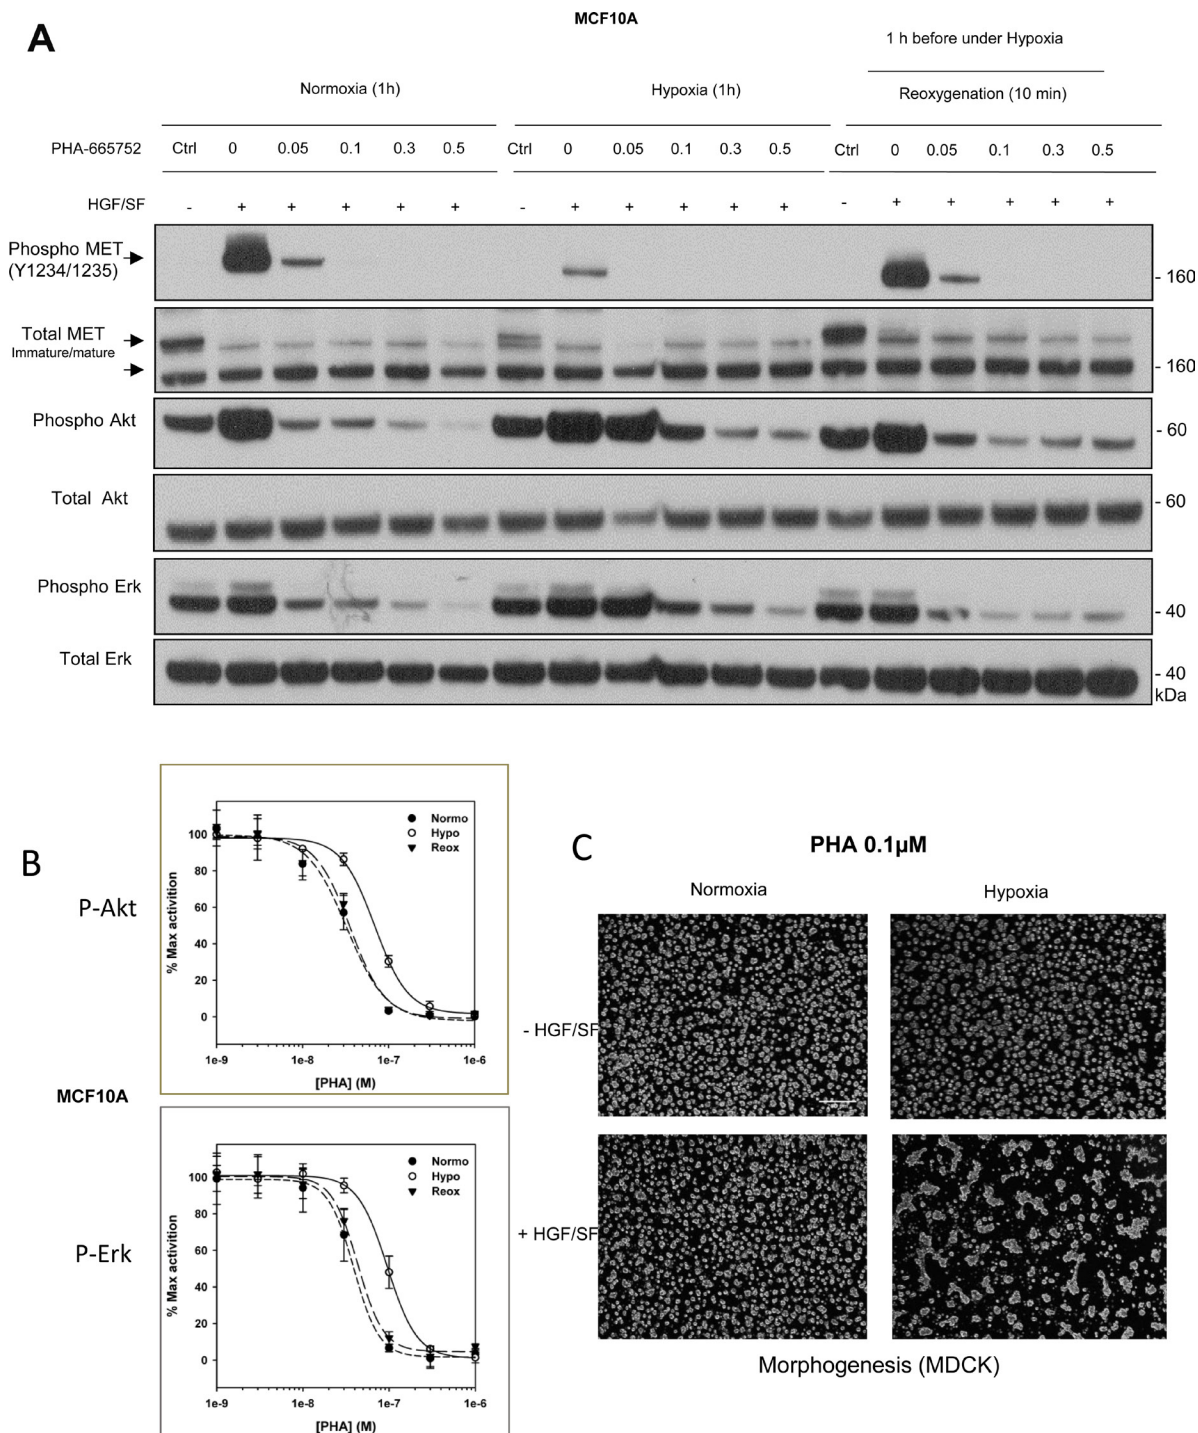 A
MCF10A
1 h before under Hypoxia
Normoxia (1h)
Hypoxia (1h)
Reoxygenation (10 min)
PHA-665752 Ctrl 0 0.05 0.1 0.3 0.5 Ctrl 0 0.05 0.1 0.3 0.5 Ctrl 0 0.05 0.1 0.3 0.5
HGF/SF - + + + + + - + + + + + - + + + + +
Phospho MET
(Y1234/1235)
- 160
Total MET
Immature/mature
- 160
Phospho Akt
- 60
Total Akt
- 60
Phospho Erk
- 40
Total Erk
- 40
kDa
B
P-Akt
% Max activition
100
80
60
40
20
0
Normo
Hypo
Reox
1e-9 1e-8 1e-7 1e-6
[PHA] (M)
MCF10A
P-Erk
% Max activition
100
80
60
40
20
0
Normo
Hypo
Reox
1e-9 1e-8 1e-7 1e-6
[PHA] (M)
C
PHA 0.1µM
Normoxia
Hypoxia
- HGF/SF
+ HGF/SF
Morphogenesis (MDCK)